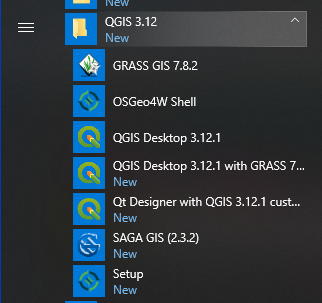 New
QGIS 3.12
New
GRASS GIS 7.8.2
OSGeo4W Shell
QGIS Desktop 3.12.1
QGIS Desktop 3.12.1 with GRASS 7...
New
Qt Designer with QGIS 3.12.1 cust...
New
SAGA GIS (2.3.2)
New
Setup
New